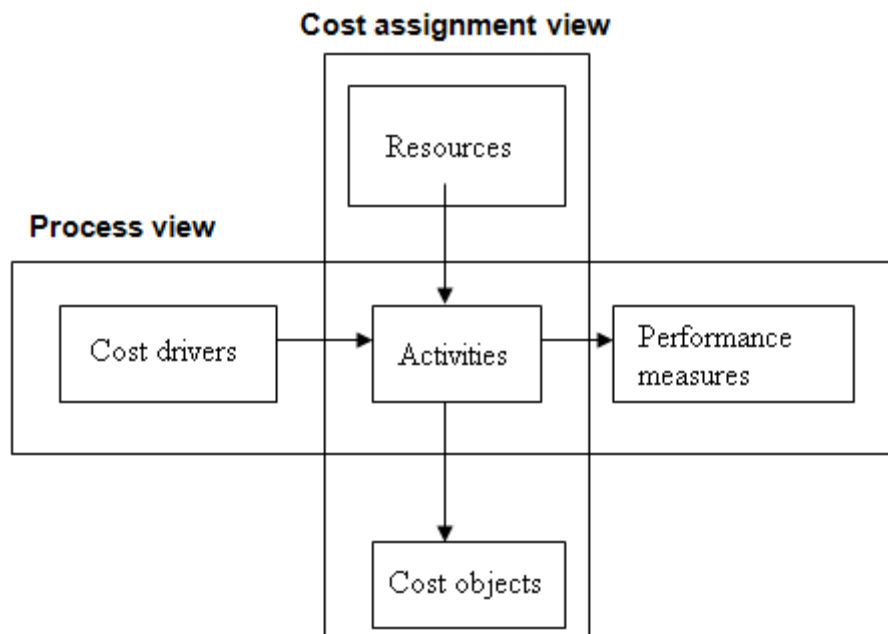 Cost assignment view
Resources
Process view
Cost drivers
Activities
Performance
measures
Cost objects